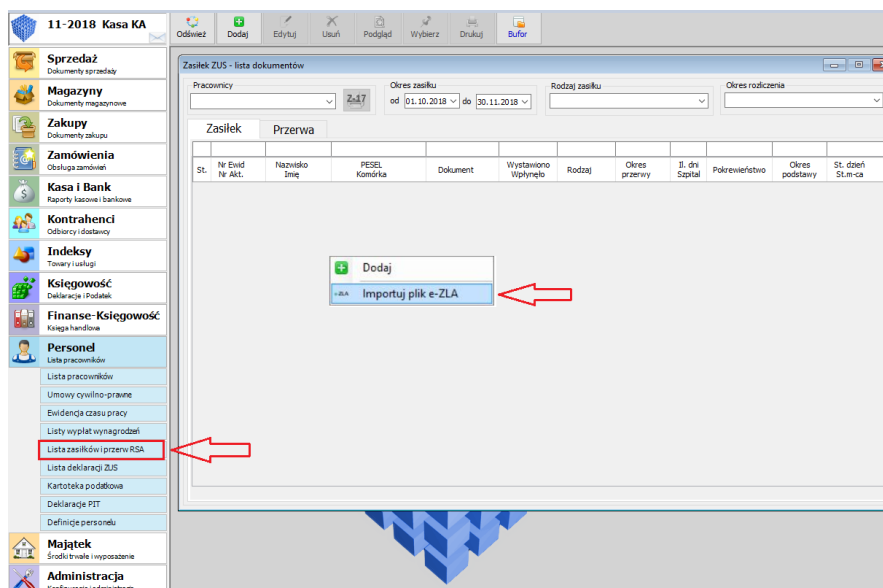 11-2018 Kasa KA
Odśwież Dodaj Edytuj Usuń Podgląd Wybierz Drukuj Bufor
Sprzedaż
Dokumenty sprzedaży
Magazyny
Dokumenty magazynowe
Zakupy
Dokumenty zakupu
Zamówienia
Obsługa zamówień
Kasa i Bank
Raporty kasowe i bankowe
Kontrahenci
Odbiorcy i dostawcy
Indeksy
Towary i usługi
Księgowość
Deklaracje i Podatek
Finanse-Księgowość
Księga handlowa
Personel
Lista pracowników
Lista pracowników
Umowy cywilno-prawne
Ewidencja czasu pracy
Listy wypłat wynagrodzeń
Lista zasiłków i przerw RSA
Lista deklaracji ZUS
Kartoteka podatkowa
Deklaracje PIT
Definicje personelu
Majątek
Środki trwałe i wyposażenie
Administracja
Zasiłek ZUS - lista dokumentów
Pracownicy Okres zasiłku Rodzaj zasiłku Okres rozliczenia
Z-17 od 01.10.2018 do 30.11.2018
Zasiłek Przerwa
St. Nr Ewid Nazwisko PESEL Dokument Wystawiono Rodzaj Okres Il. dni Pokrewieństwo Okres St. dzień
Nr Akt. Imię Komórka Wpłynęło przerwy Szpital podstawy St.m-ca
Dodaj
e-ZLA Importuj plik e-ZLA